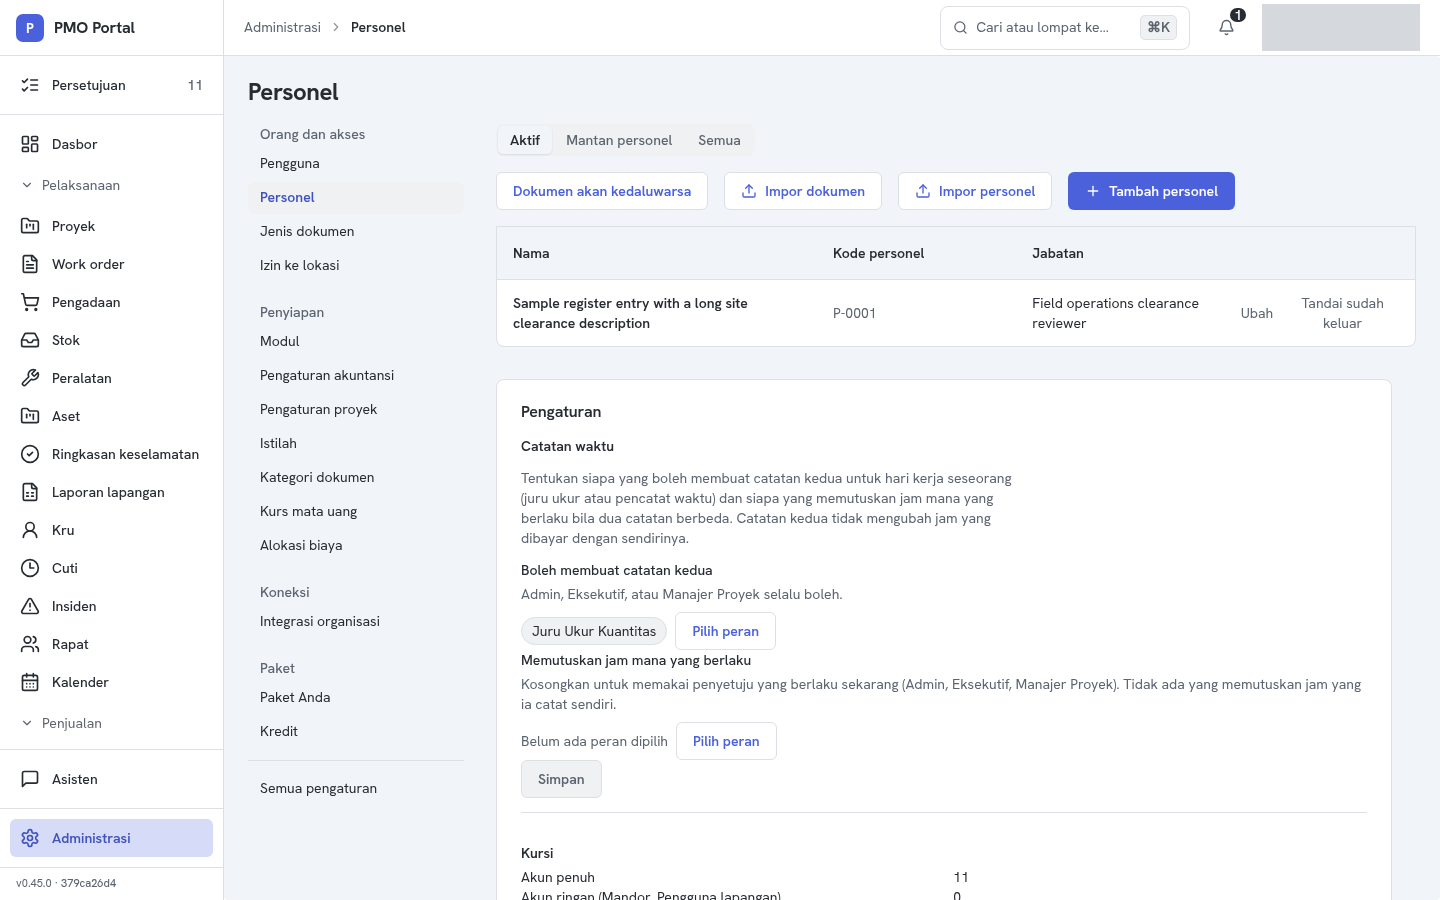 P PMO Portal
Administrasi > Personel
Cari atau lompat ke... ⌘K
1
Persetujuan 11
Dasbor
Pelaksanaan
Proyek
Work order
Pengadaan
Stok
Peralatan
Aset
Ringkasan keselamatan
Laporan lapangan
Kru
Cuti
Insiden
Rapat
Kalender
Penjualan
Asisten
Administrasi
v0.45.0 · 379ca26d4
Personel
Orang dan akses
Pengguna
Personel
Jenis dokumen
Izin ke lokasi
Penyiapan
Modul
Pengaturan akuntansi
Pengaturan proyek
Istilah
Kategori dokumen
Kurs mata uang
Alokasi biaya
Koneksi
Integrasi organisasi
Paket
Paket Anda
Kredit
Semua pengaturan
Aktif Mantan personel Semua
Dokumen akan kedaluwarsa Impor dokumen Impor personel + Tambah personel
Nama Kode personel Jabatan
Sample register entry with a long site
clearance description
P-0001
Field operations clearance
reviewer
Ubah
Tandai sudah
keluar
Pengaturan
Catatan waktu
Tentukan siapa yang boleh membuat catatan kedua untuk hari kerja seseorang
(juru ukur atau pencatat waktu) dan siapa yang memutuskan jam mana yang
berlaku bila dua catatan berbeda. Catatan kedua tidak mengubah jam yang
dibayar dengan sendirinya.
Boleh membuat catatan kedua
Admin, Eksekutif, atau Manajer Proyek selalu boleh.
Juru Ukur Kuantitas Pilih peran
Memutuskan jam mana yang berlaku
Kosongkan untuk memakai penyetuju yang berlaku sekarang (Admin, Eksekutif, Manajer Proyek). Tidak ada yang memutuskan jam yang
ia catat sendiri.
Belum ada peran dipilih Pilih peran
Simpan
Kursi
Akun penuh 11
Akun ringan (Mandor, Pengguna lapangan) 0